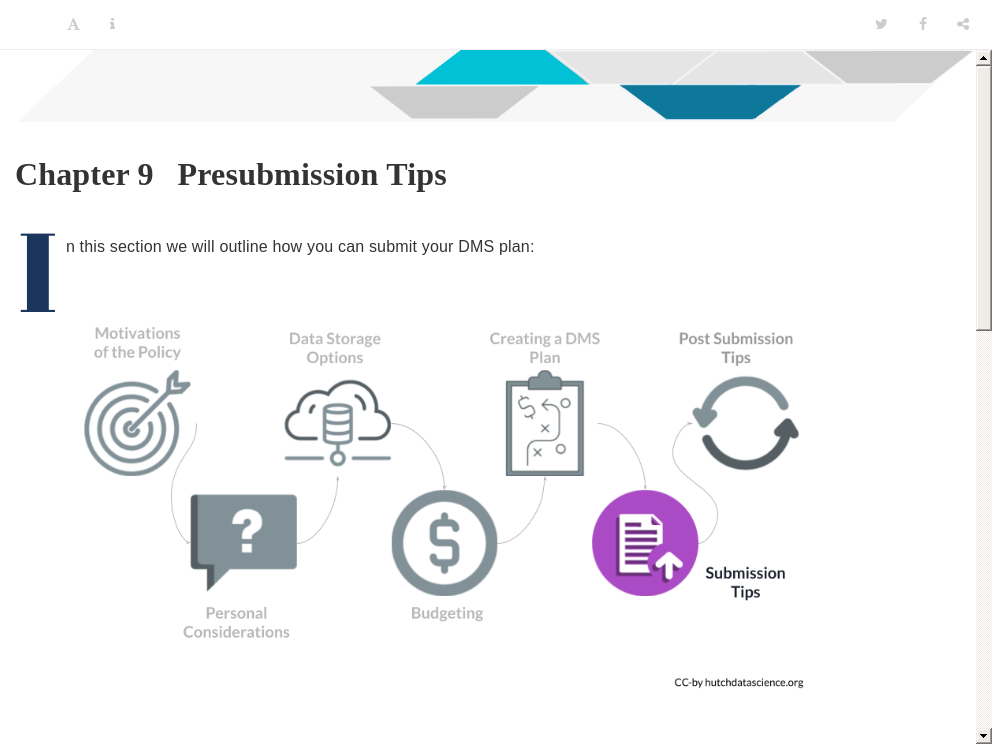 Chapter 9 Presubmission Tips
In this section we will outline how you can submit your DMS plan:
Motivations
of the Policy
Data Storage
Options
Creating a DMS
Plan
Post Submission
Tips
?
$
$
Submission
Tips
Personal
Considerations
Budgeting
CC-by hutchdatascience.org